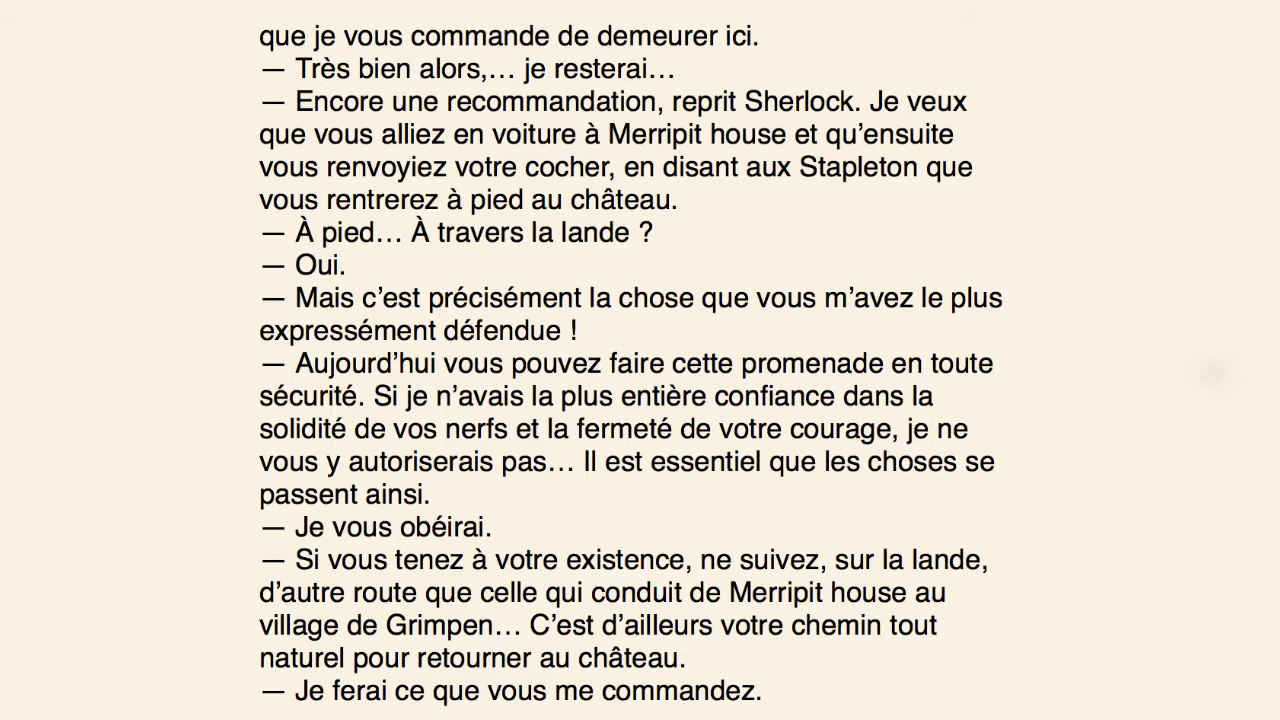 que je vous commande de demeurer ici.
— Très bien alors,… je resterai…
— Encore une recommandation, reprit Sherlock. Je veux
que vous alliez en voiture à Merripit house et qu’ensuite
vous renvoyiez votre cocher, en disant aux Stapleton que
vous rentrerez à pied au château.
— À pied… À travers la lande ?
— Oui.
— Mais c’est précisément la chose que vous m’avez le plus
expressément défendue !
— Aujourd’hui vous pouvez faire cette promenade en toute
sécurité. Si je n’avais la plus entière confiance dans la
solidité de vos nerfs et la fermeté de votre courage, je ne
vous y autoriserais pas… Il est essentiel que les choses se
passent ainsi.
— Je vous obéirai.
— Si vous tenez à votre existence, ne suivez, sur la lande,
d’autre route que celle qui conduit de Merripit house au
village de Grimpen… C’est d’ailleurs votre chemin tout
naturel pour retourner au château.
— Je ferai ce que vous me commandez.